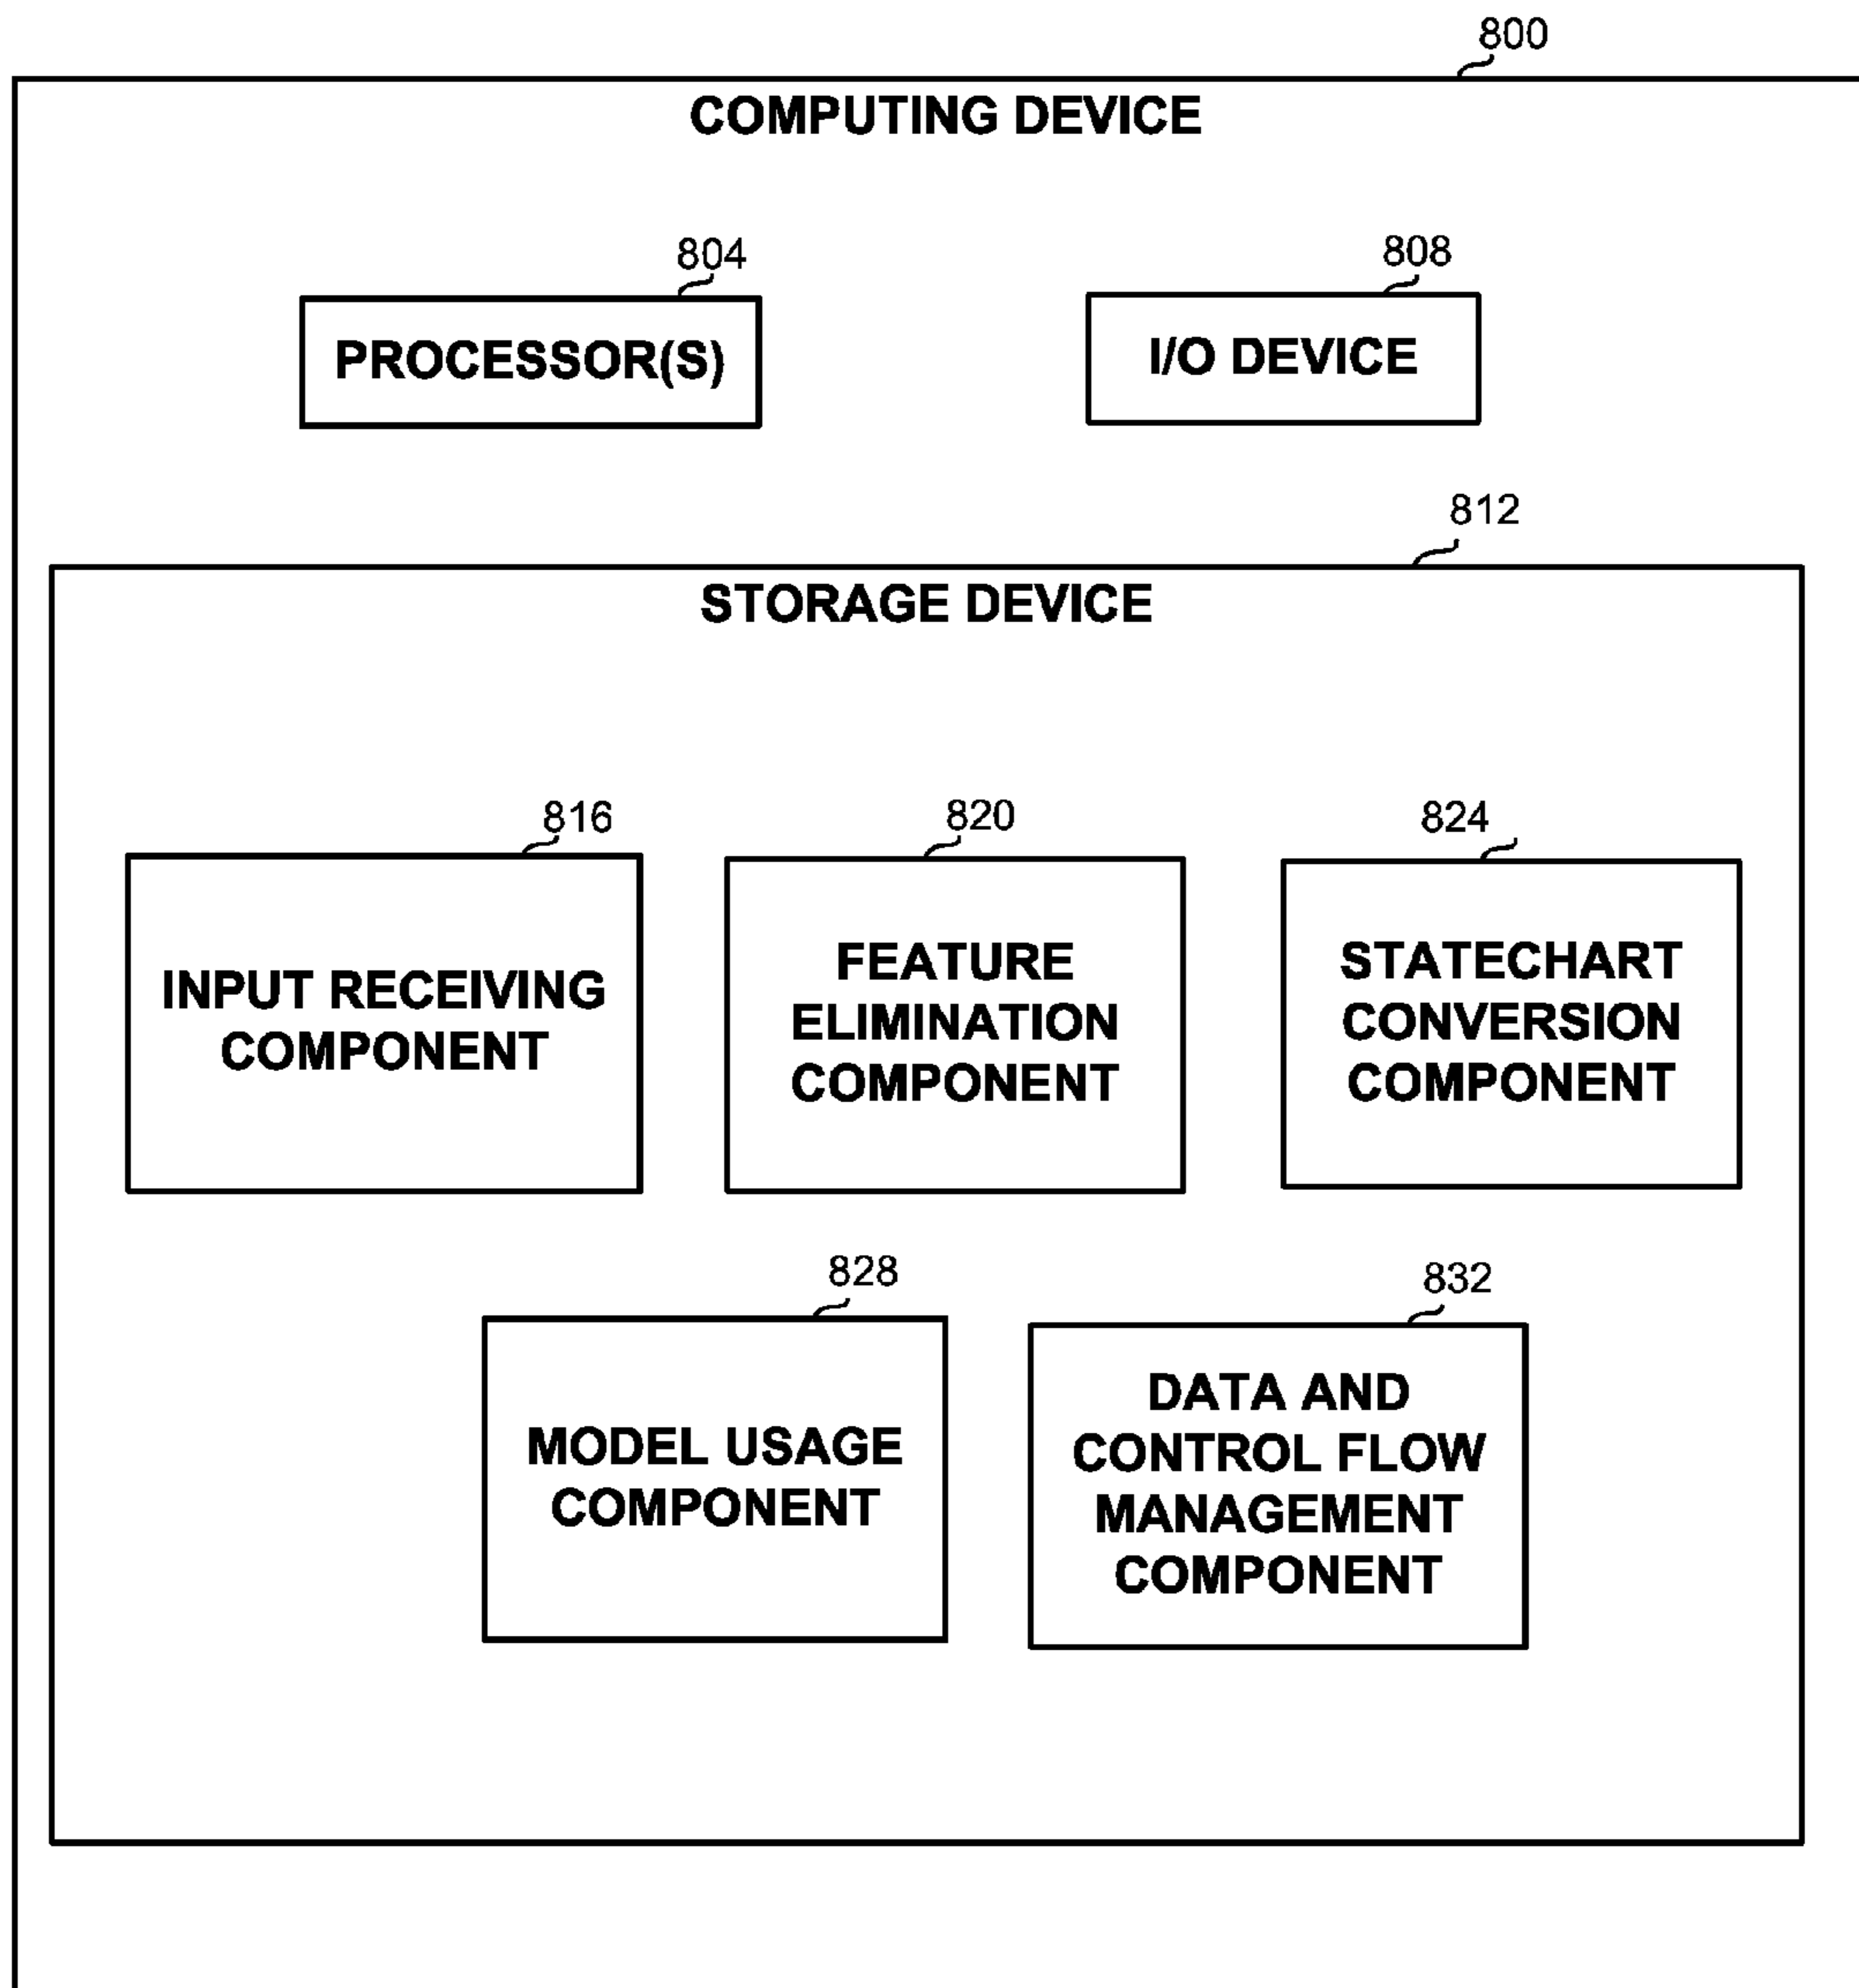 800
COMPUTING DEVICE
804
PROCESSOR(S)
808
I/O DEVICE
812
STORAGE DEVICE
816
INPUT RECEIVING
COMPONENT
820
FEATURE
ELIMINATION
COMPONENT
824
STATECHART
CONVERSION
COMPONENT
828
MODEL USAGE
COMPONENT
832
DATA AND
CONTROL FLOW
MANAGEMENT
COMPONENT